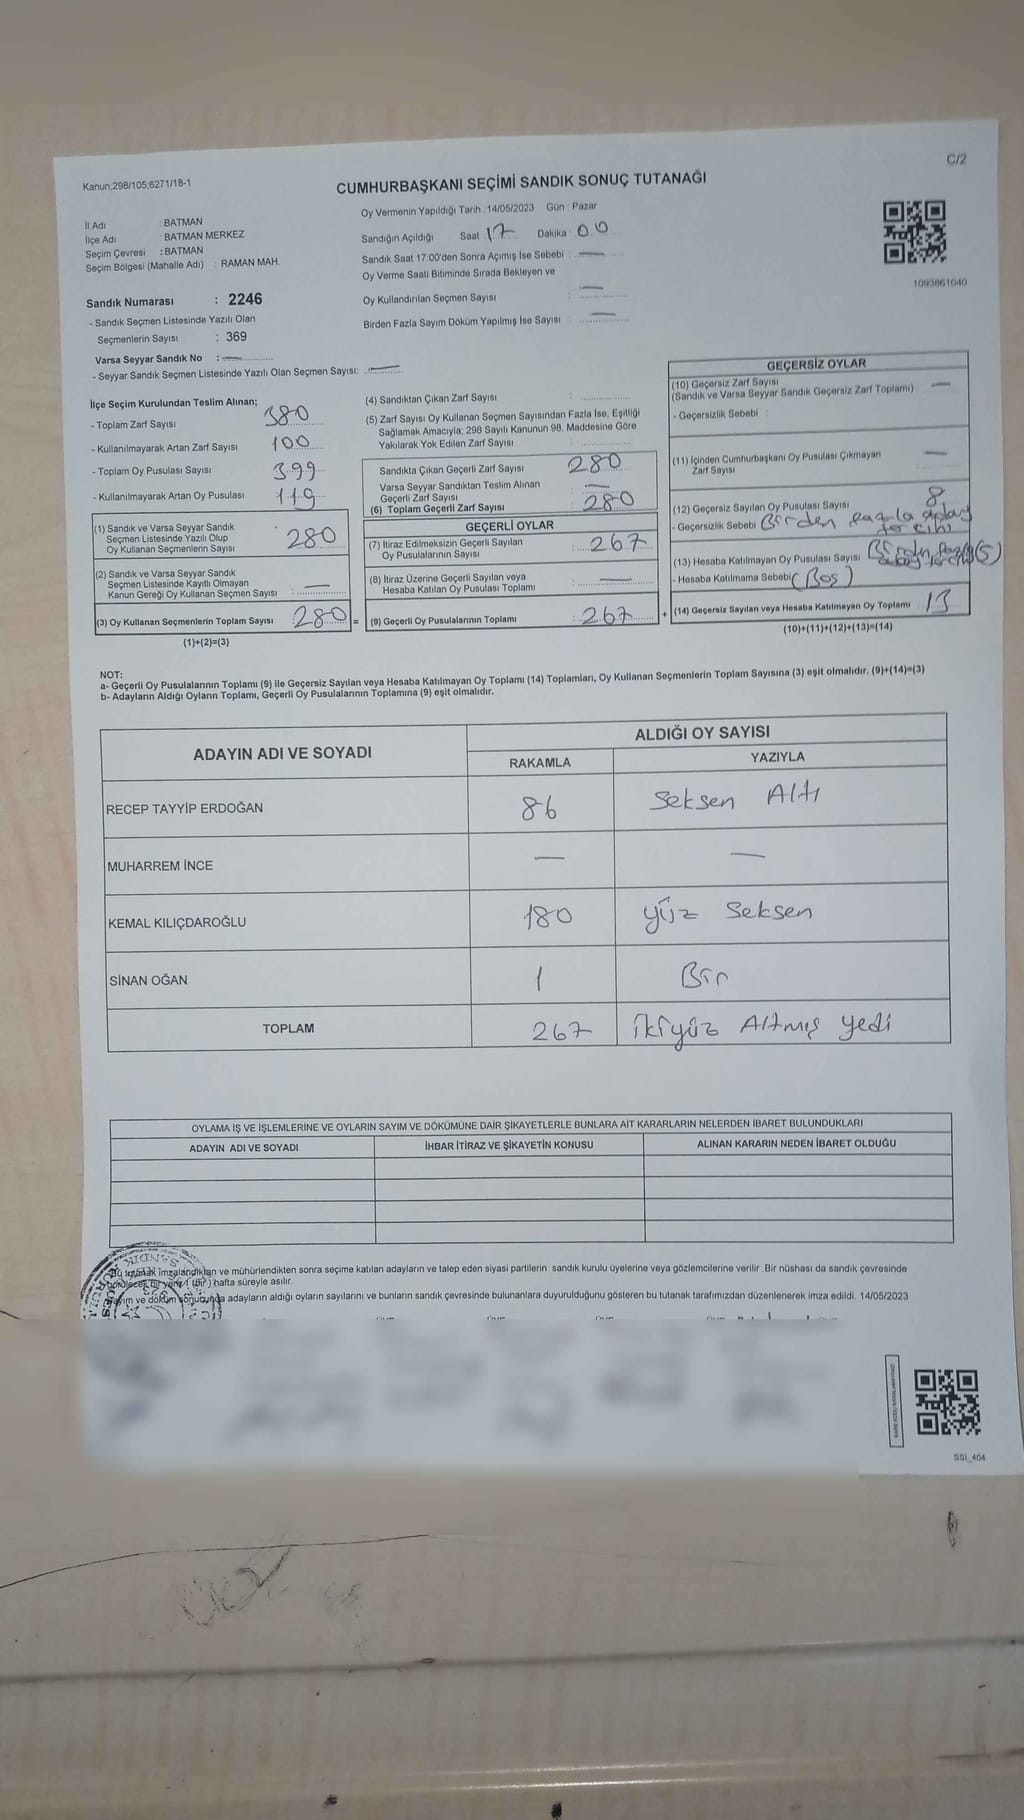 C/2
Kanun;298/105;6271/18-1
CUMHURBAŞKANI SEÇİMİ SANDIK SONUÇ TUTANAĞI
Oy Vermenin Yapıldığı Tarih :14/05/2023 Gün : Pazar
İl Adı : BATMAN
İlçe Adı : BATMAN MERKEZ
Seçim Çevresi : BATMAN
Seçim Bölgesi (Mahalle Adı) : RAMAN MAH.
Sandığın Açıldığı Saat 17 Dakika : 00
Sandık Saat 17:00'den Sonra Açımış İse Sebebi : —
Oy Verme Saati Bitiminde Sırada Bekleyen ve
Oy Kullandırılan Seçmen Sayısı : —
Birden Fazla Sayım Döküm Yapılmış İse Sayısı : —
1093861040
Sandık Numarası : 2246
- Sandık Seçmen Listesinde Yazılı Olan
Seçmenlerin Sayısı : 369
Varsa Seyyar Sandık No : —
- Seyyar Sandık Seçmen Listesinde Yazılı Olan Seçmen Sayısı: —
İlçe Seçim Kurulundan Teslim Alınan;
- Toplam Zarf Sayısı 380
- Kullanılmayarak Artan Zarf Sayısı 100
- Toplam Oy Pusulası Sayısı 399
- Kullanılmayarak Artan Oy Pusulası 119
(1) Sandık ve Varsa Seyyar Sandık
Seçmen Listesinde Yazılı Olup
Oy Kullanan Seçmenlerin Sayısı 280
(2) Sandık ve Varsa Seyyar Sandık
Seçmen Listesinde Kayıtlı Olmayan
Kanun Gereği Oy Kullanan Seçmen Sayısı : —
(3) Oy Kullanan Seçmenlerin Toplam Sayısı 280 =
(1)+(2)=(3)
(4) Sandıktan Çıkan Zarf Sayısı :
(5) Zarf Sayısı Oy Kullanan Seçmen Sayısından Fazla İse, Eşitliği
Sağlamak Amacıyla; 298 Sayılı Kanunun 98. Maddesine Göre
Yakılarak Yok Edilen Zarf Sayısı :
Sandıkta Çıkan Geçerli Zarf Sayısı 280
Varsa Seyyar Sandıktan Teslim Alınan
Geçerli Zarf Sayısı —
(6) Toplam Geçerli Zarf Sayısı 280
GEÇERLİ OYLAR
(7) İtiraz Edilmeksizin Geçerli Sayılan
Oy Pusulalarının Sayısı : 267
(8) İtiraz Üzerine Geçerli Sayılan veya
Hesaba Katılan Oy Pusulası Toplamı : —
(9) Geçerli Oy Pusulalarının Toplamı : 267 +
GEÇERSİZ OYLAR
(10) Geçersiz Zarf Sayısı
(Sandık ve Varsa Seyyar Sandık Geçersiz Zarf Toplamı) —
- Geçersizlik Sebebi :
(11) İçinden Cumhurbaşkanı Oy Pusulası Çıkmayan
Zarf Sayısı —
(12) Geçersiz Sayılan Oy Pusulası Sayısı 8
- Geçersizlik Sebebi Birden fazla aday
tercihi
(13) Hesaba Katılmayan Oy Pusulası Sayısı (5)
- Hesaba Katılmama Sebebi (Boş)
(14) Geçersiz Sayılan veya Hesaba Katılmayan Oy Toplamı 13
(10)+(11)+(12)+(13)=(14)
NOT:
a- Geçerli Oy Pusulalarının Toplamı (9) ile Geçersiz Sayılan veya Hesaba Katılmayan Oy Toplamı (14) Toplamları, Oy Kullanan Seçmenlerin Toplam Sayısına (3) eşit olmalıdır. (9)+(14)=(3)
b- Adayların Aldığı Oyların Toplamı, Geçerli Oy Pusulalarının Toplamına (9) eşit olmalıdır.
ADAYIN ADI VE SOYADI ALDIĞI OY SAYISI
RAKAMLA YAZIYLA
RECEP TAYYİP ERDOĞAN 86 Seksen Altı
MUHARREM İNCE — —
KEMAL KILIÇDAROĞLU 180 Yüz Seksen
SİNAN OĞAN 1 Bir
TOPLAM 267 İkiyüz Altmış Yedi
OYLAMA İŞ VE İŞLEMLERİNE VE OYLARIN SAYIM VE DÖKÜMÜNE DAİR ŞİKAYETLERLE BUNLARA AİT KARARLARIN NELERDEN İBARET BULUNDUKLARI
ADAYIN ADI VE SOYADI İHBAR İTİRAZ VE ŞİKAYETİN KONUSU ALINAN KARARIN NEDEN İBARET OLDUĞU
Bu tutanak imzalandıktan ve mühürlendikten sonra seçime katılan adayların ve talep eden siyasi partilerin sandık kurulu üyelerine veya gözlemcilerine verilir .Bir nüshası da sandık çevresinde
görülecek bir yere 1 (bir) hafta süreyle asılır.
Sayım ve döküm sonucunda adayların aldığı oyların sayılarını ve bunların sandık çevresinde bulunanlara duyurulduğunu gösteren bu tutanak tarafımızdan düzenlenerek imza edildi. 14/05/2023
SSI_404